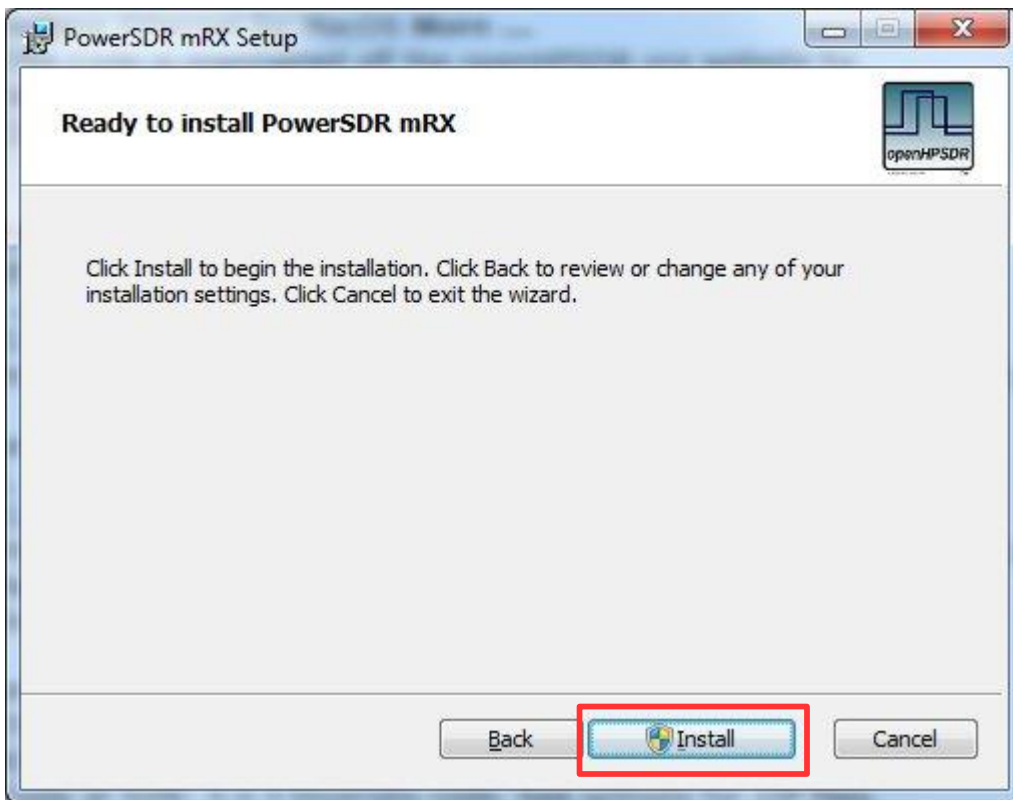 PowerSDR mRX Setup
Ready to install PowerSDR mRX
openHPSDR
Click Install to begin the installation. Click Back to review or change any of your
installation settings. Click Cancel to exit the wizard.
Back
Install
Cancel